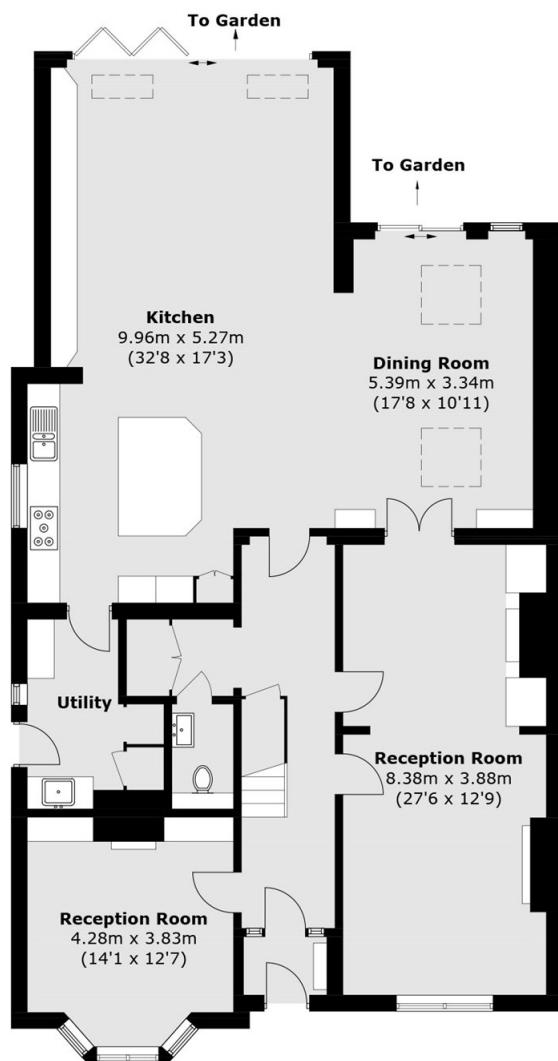 To Garden
To Garden
Kitchen
9.96m x 5.27m
(32'8 x 17'3)
Dining Room
5.39m x 3.34m
(17'8 x 10'11)
Utility
Reception Room
8.38m x 3.88m
(27'6 x 12'9)
Reception Room
4.28m x 3.83m
(14'1 x 12'7)